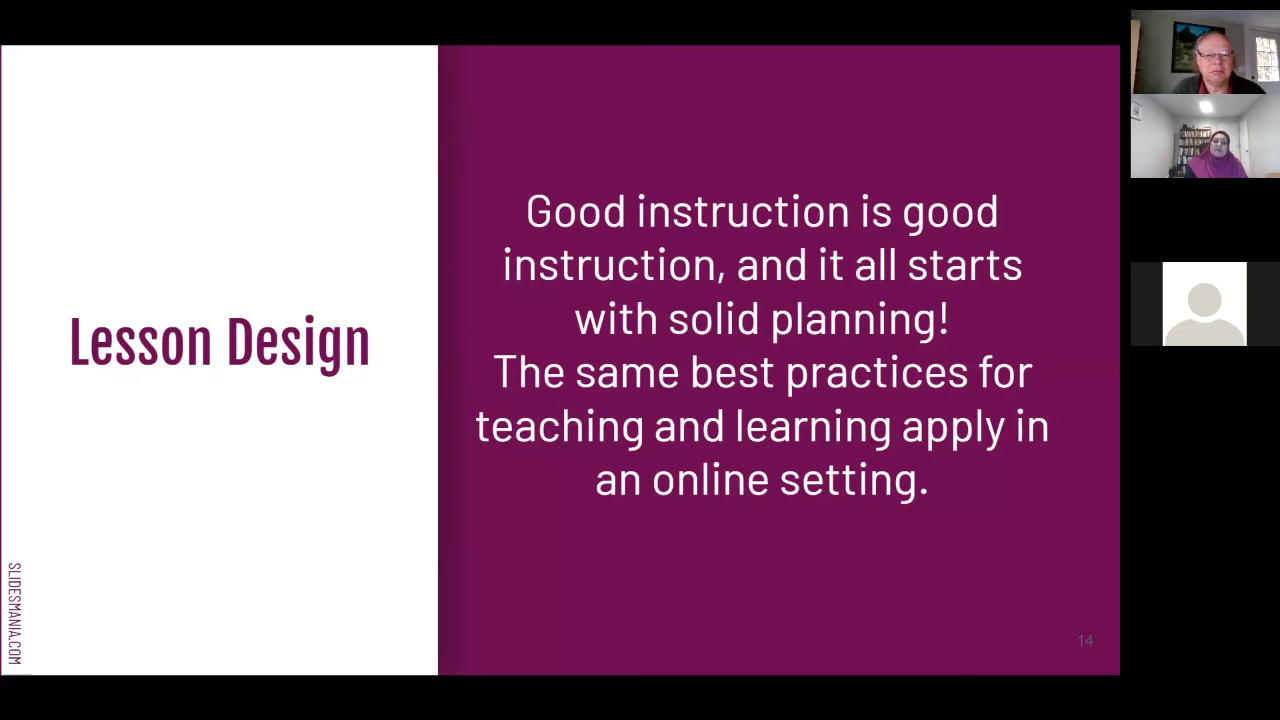 Lesson Design
Good instruction is good
instruction, and it all starts
with solid planning!
The same best practices for
teaching and learning apply in
an online setting.
SLIDESMANIA.COM
14